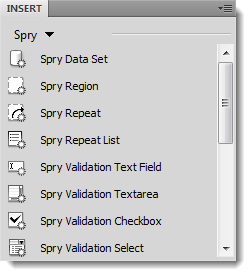 INSERT
Spry
Spry Data Set
Spry Region
Spry Repeat
Spry Repeat List
Spry Validation Text Field
Spry Validation Textarea
Spry Validation Checkbox
Spry Validation Select